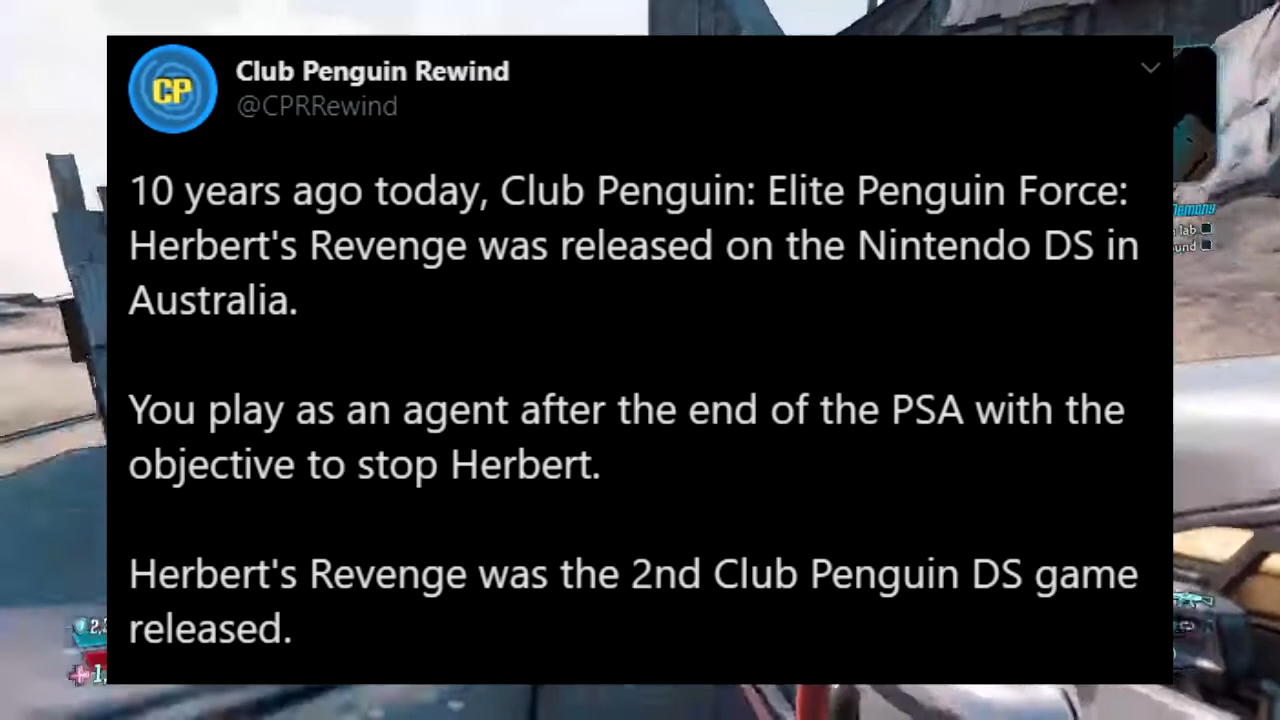 CP
Club Penguin Rewind
@CPRRewind
10 years ago today, Club Penguin: Elite Penguin Force:
Herbert's Revenge was released on the Nintendo DS in
Australia.
You play as an agent after the end of the PSA with the
objective to stop Herbert.
Herbert's Revenge was the 2nd Club Penguin DS game
released.
lab